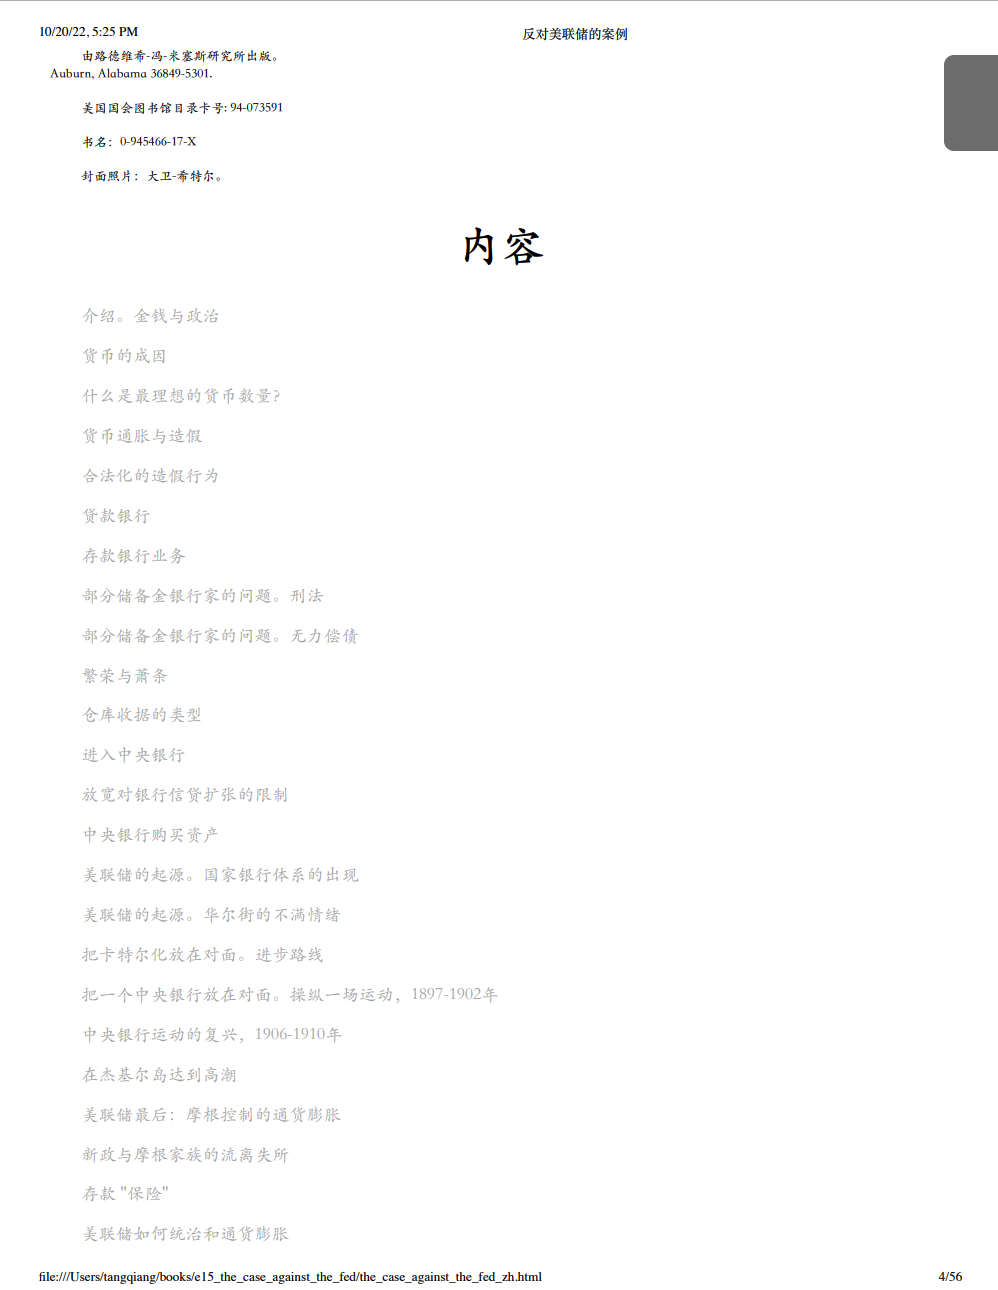 10/20/22, 5:25 PM
反对美联储的案例
由路德维希-冯-米塞斯研究所出版。
Auburn, Alabama 36849-5301.
美国国会图书馆目录卡号: 94-073591
书名：0-945466-17-X
封面照片：大卫-希特尔。
内容
介绍。金钱与政治
货币的成因
什么是最理想的货币数量?
货币通胀与造假
合法化的造假行为
贷款银行
存款银行业务
部分储备金银行家的问题。刑法
部分储备金银行家的问题。无力偿债
繁荣与萧条
仓库收据的类型
进入中央银行
放宽对银行信贷扩张的限制
中央银行购买资产
美联储的起源。国家银行体系的出现
美联储的起源。华尔街的不满情绪
把卡特尔化放在对面。进步路线
把一个中央银行放在对面。操纵一场运动，1897-1902年
中央银行运动的复兴，1906-1910年
在杰基尔岛达到高潮
美联储最后：摩根控制的通货膨胀
新政与摩根家族的流离失所
存款 "保险"
美联储如何统治和通货膨胀
file:///Users/tangqiang/books/e15_the_case_against_the_fed/the_case_against_the_fed_zh.html
4/56